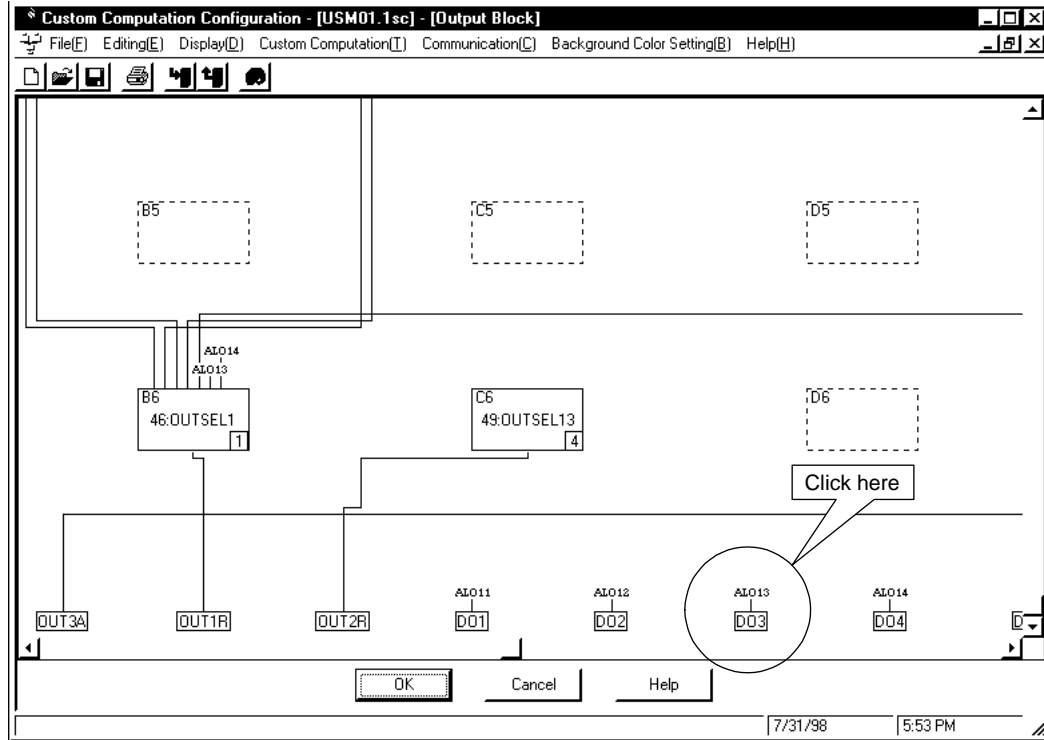 Custom Computation Configuration - [USM01.1sc] - [Output Block]
File(F) Editing(E) Display(D) Custom Computation(T) Communication(C) Background Color Setting(B) Help(H)
B5 C5 D5
ALO14
ALO13
B6 C6 D6
46:OUTSEL1 49:OUTSEL13
1 4
Click here
ALO11 ALO12 ALO13 ALO14
OUT3A OUT1R OUT2R DO1 DO2 DO3 DO4 D
OK Cancel Help
7/31/98 5:53 PM